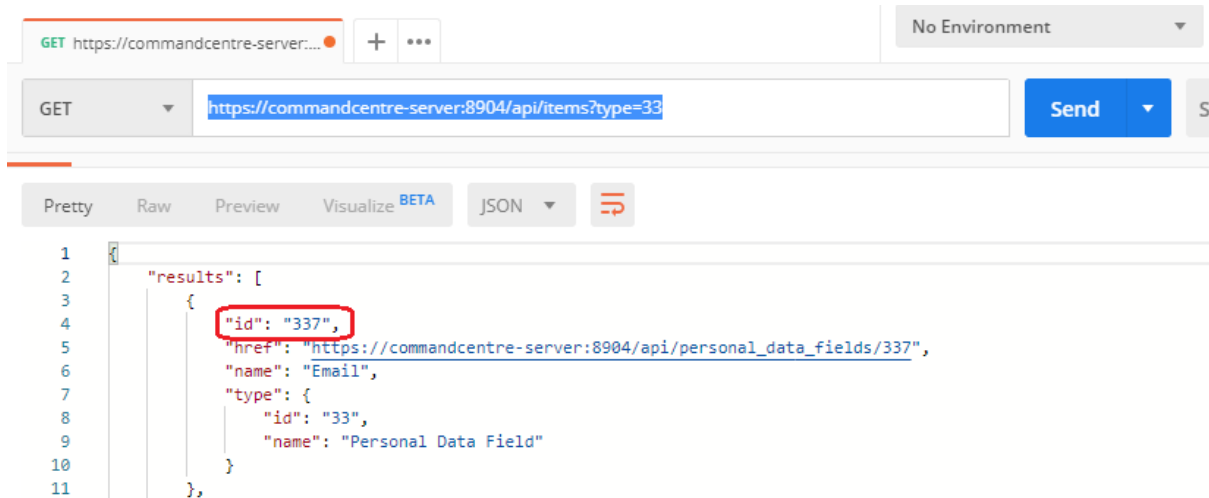 GET https://commandcentre-server:... + ••• No Environment
GET https://commandcentre-server:8904/api/items?type=33 Send S
Pretty Raw Preview Visualize BETA JSON
1 {
2 "results": [
3 {
4 "id": "337",
5 "href": "https://commandcentre-server:8904/api/personal_data_fields/337",
6 "name": "Email",
7 "type": {
8 "id": "33",
9 "name": "Personal Data Field"
10 }
11 },